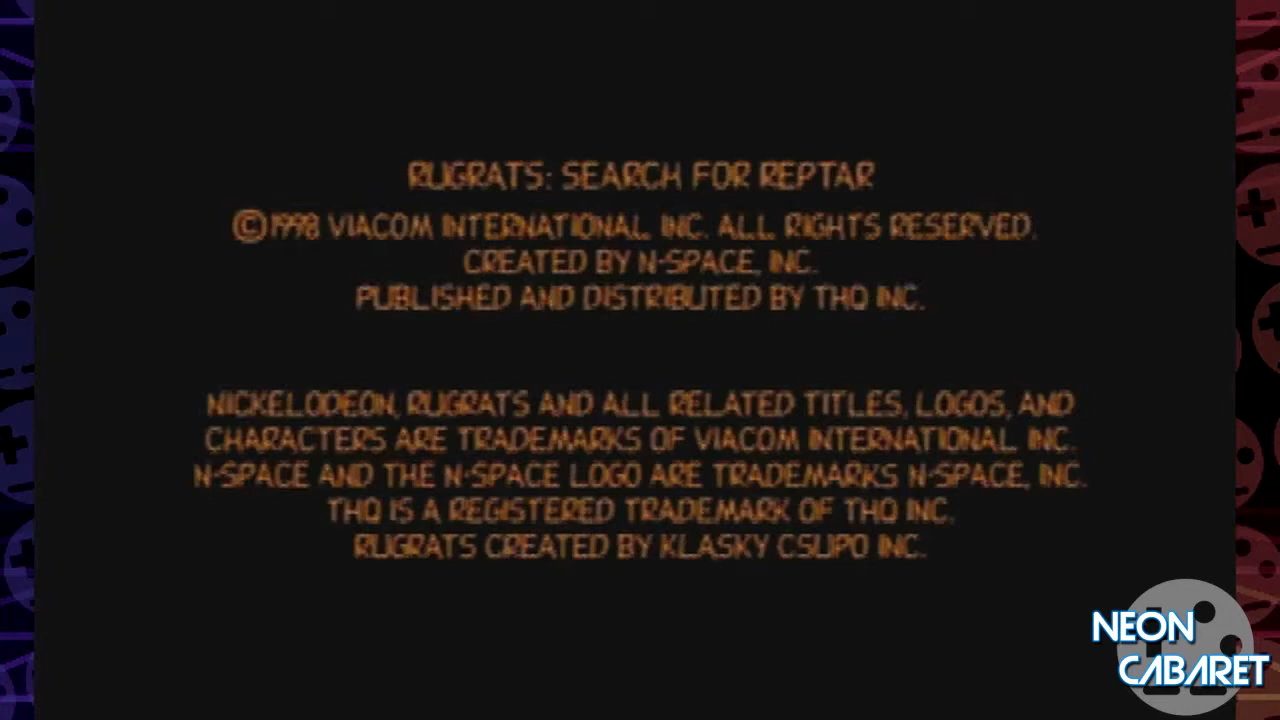 RUGRATS: SEARCH FOR REPTAR
©1998 VIACOM INTERNATIONAL INC. ALL RIGHTS RESERVED.
CREATED BY N-SPACE, INC.
PUBLISHED AND DISTRIBUTED BY THQ INC.
NICKELODEON, RUGRATS AND ALL RELATED TITLES, LOGOS, AND
CHARACTERS ARE TRADEMARKS OF VIACOM INTERNATIONAL INC.
N-SPACE AND THE N-SPACE LOGO ARE TRADEMARKS N-SPACE, INC.
THQ IS A REGISTERED TRADEMARK OF THQ INC.
RUGRATS CREATED BY KLASKY CSUPO INC.
NEON
CABARET